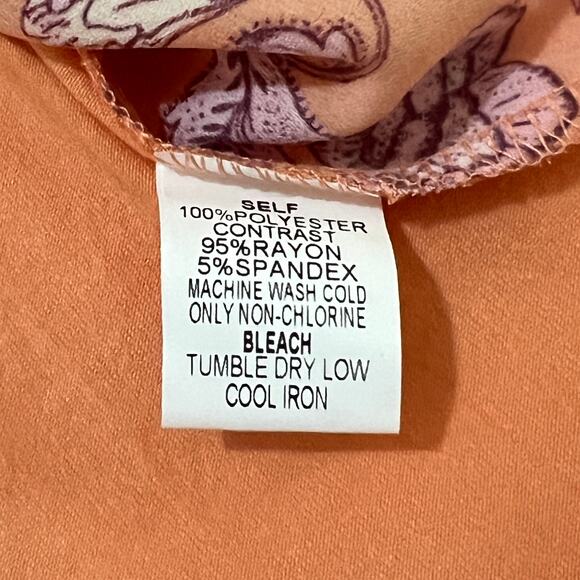 SELF
100%POLYESTER
CONTRAST
95%RAYON
5%SPANDEX
MACHINE WASH COLD
ONLY NON-CHLORINE
BLEACH
TUMBLE DRY LOW
COOL IRON